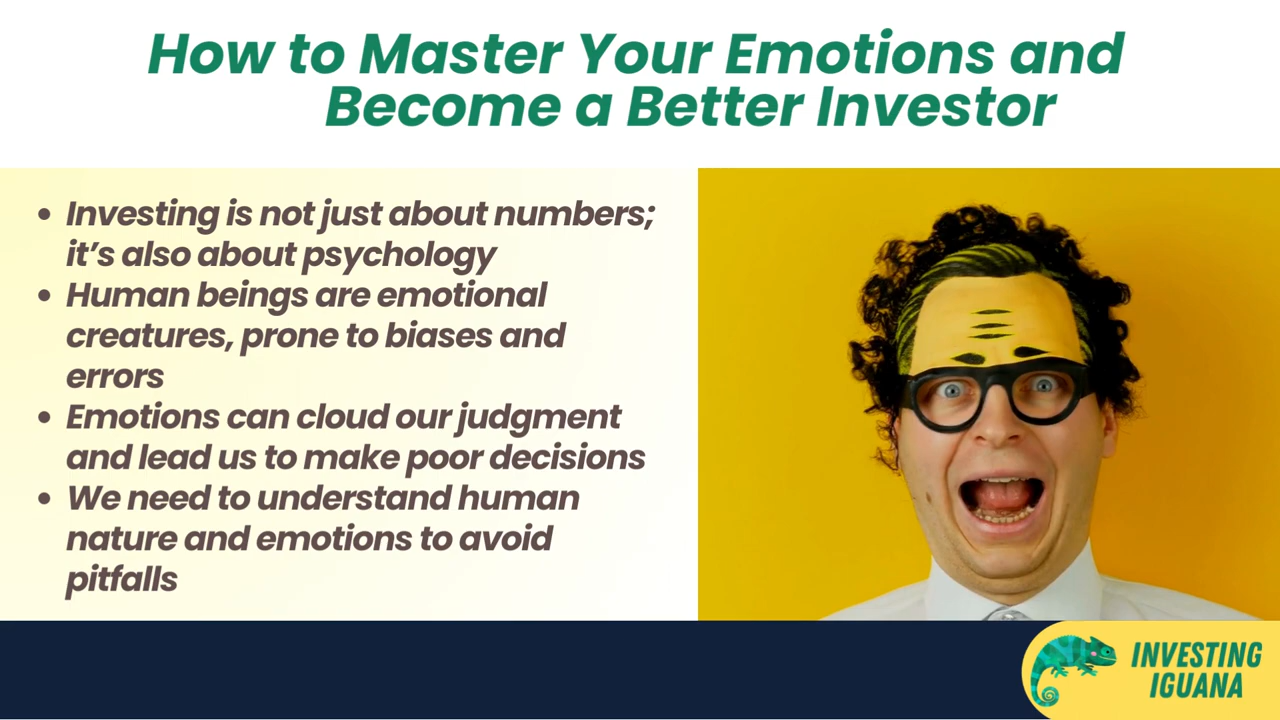 How to Master Your Emotions and
Become a Better Investor
• Investing is not just about numbers;
it’s also about psychology
• Human beings are emotional
creatures, prone to biases and
errors
• Emotions can cloud our judgment
and lead us to make poor decisions
• We need to understand human
nature and emotions to avoid
pitfalls
INVESTING
IGUANA